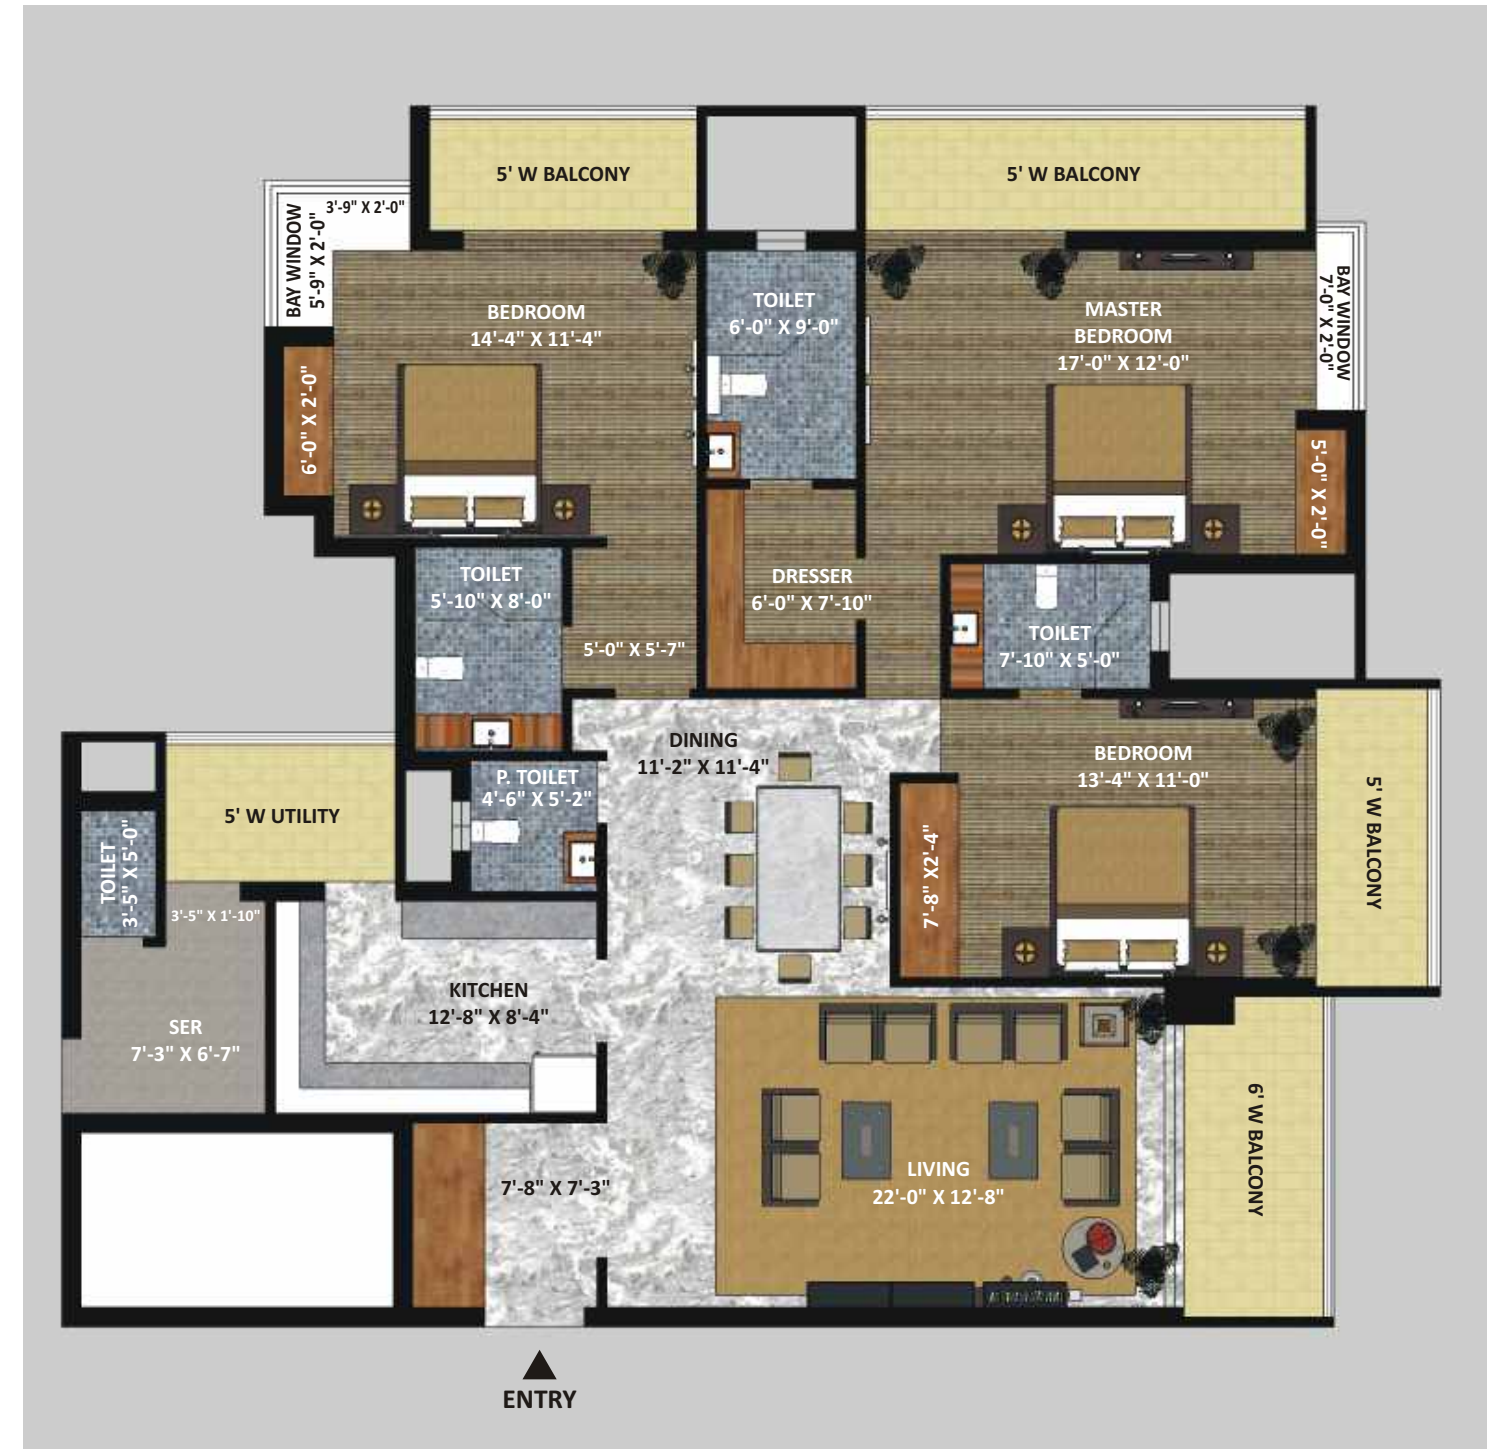 5' W BALCONY
5' W BALCONY
3'-9" X 2'-0"
BAY WINDOW
5'-9" X 2'-0"
BEDROOM
14'-4" X 11'-4"
TOILET
6'-0" X 9'-0"
MASTER
BEDROOM
17'-0" X 12'-0"
BAY WINDOW
7'-0" X 2'-0"
6'-0" X 2'-0"
5'-0" X 2'-0"
TOILET
5'-10" X 8'-0"
DRESSER
6'-0" X 7'-10"
5'-0" X 5'-7"
TOILET
7'-10" X 5'-0"
DINING
11'-2" X 11'-4"
BEDROOM
13'-4" X 11'-0"
P. TOILET
4'-6" X 5'-2"
5' W UTILITY
5' W BALCONY
7'-8" X2'-4"
TOILET
3'-5" X 5'-0"
3'-5" X 1'-10"
KITCHEN
12'-8" X 8'-4"
SER
7'-3" X 6'-7"
6' W BALCONY
LIVING
22'-0" X 12'-8"
7'-8" X 7'-3"
ENTRY